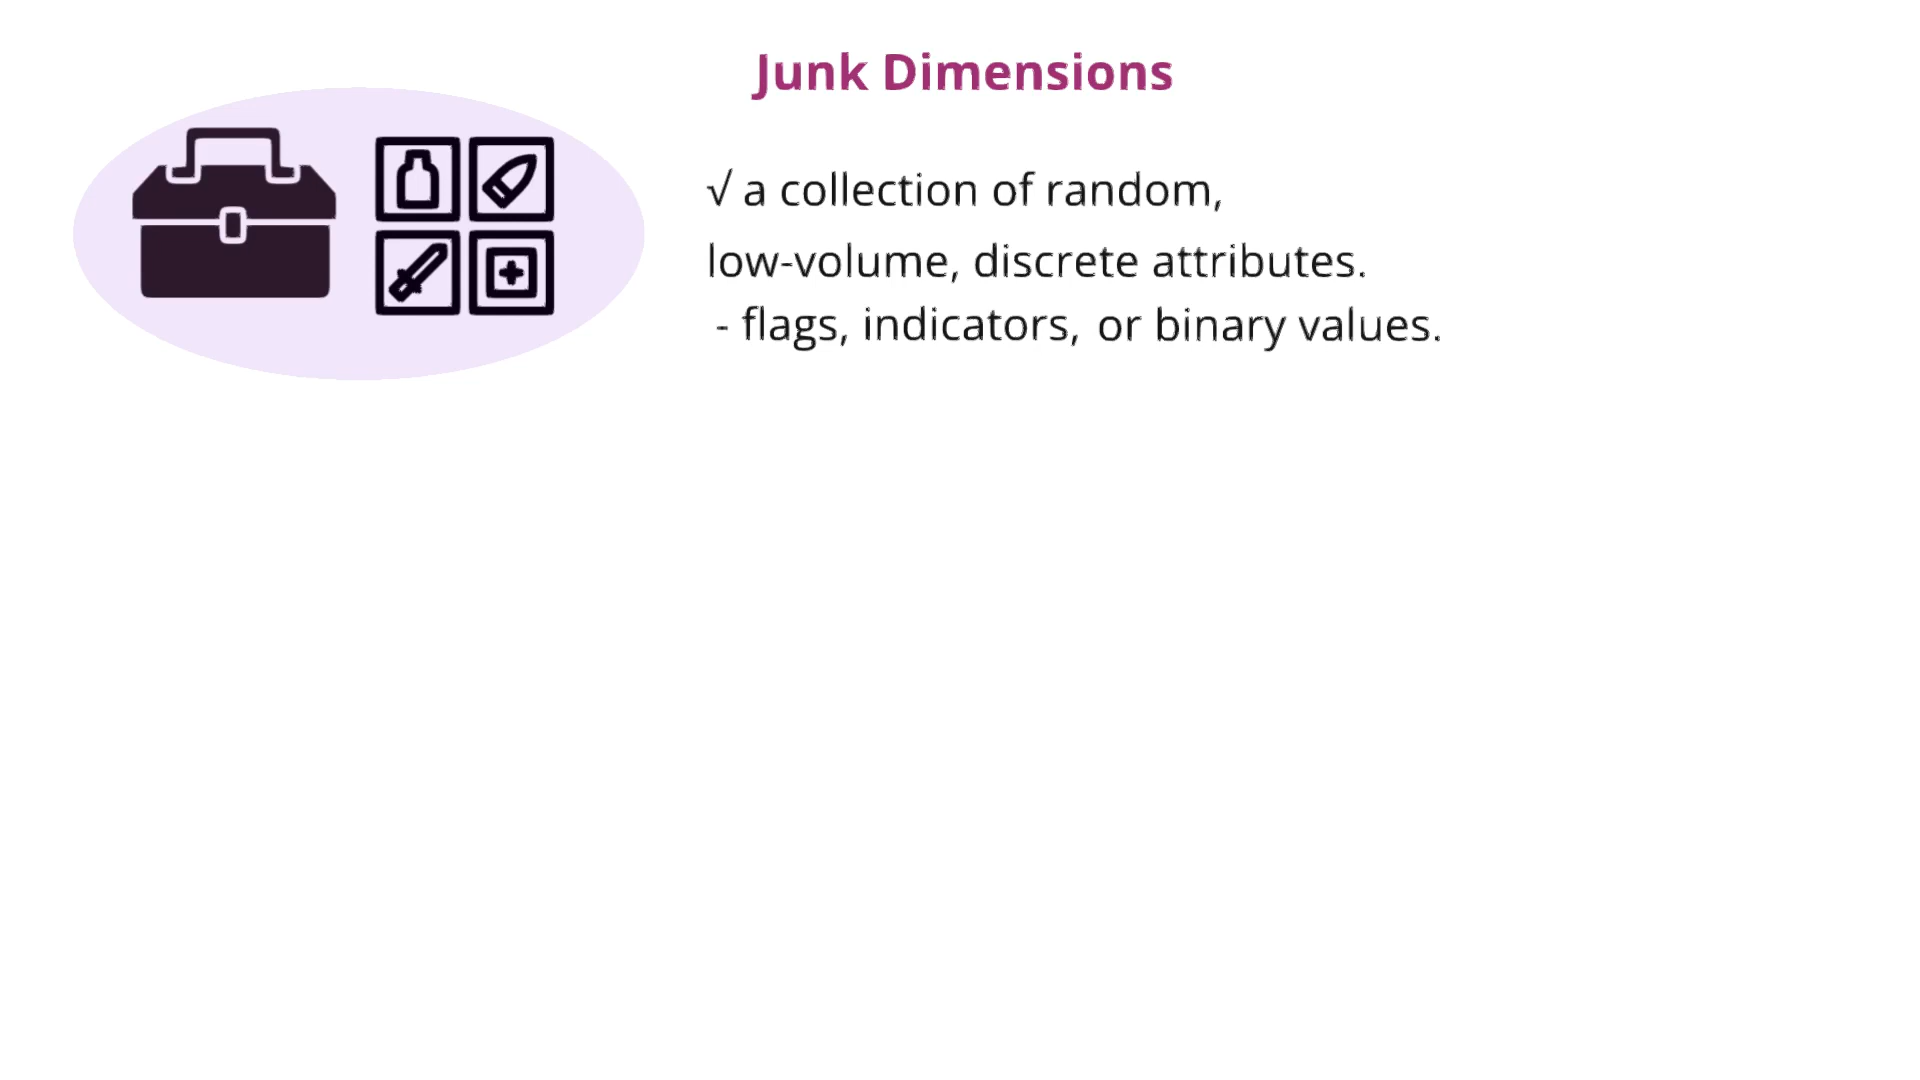 Junk Dimensions
√ a collection of random,
low-volume, discrete attributes.
- flags, indicators, or binary values.